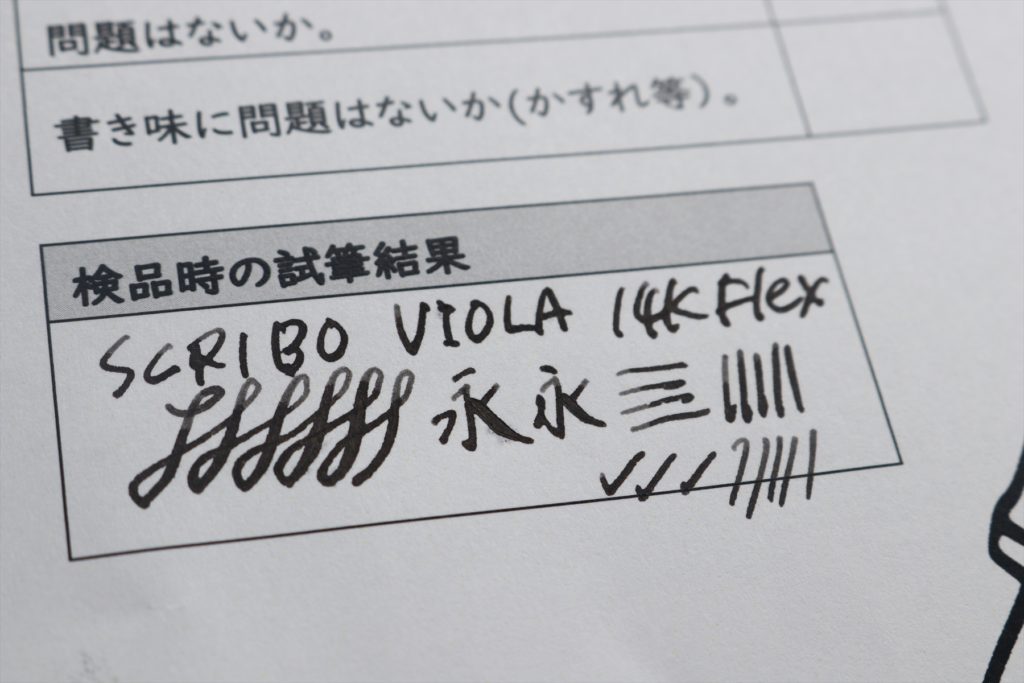 問題はないか。
書き味に問題はないか(かすれ等)。
検品時の試筆結果
SCRIBO VIOLA 14K Flex
永永